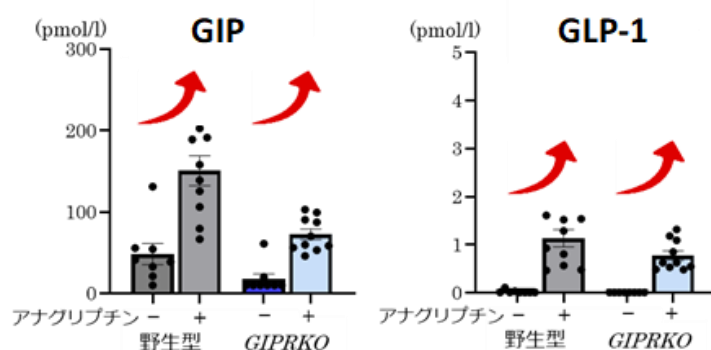 GIP
(pmol/l)
300
200
100
0
アナグリプチン − + − +
野生型 GIPRKO
GLP-1
(pmol/l)
5
4
3
2
1
0
アナグリプチン − + − +
野生型 GIPRKO